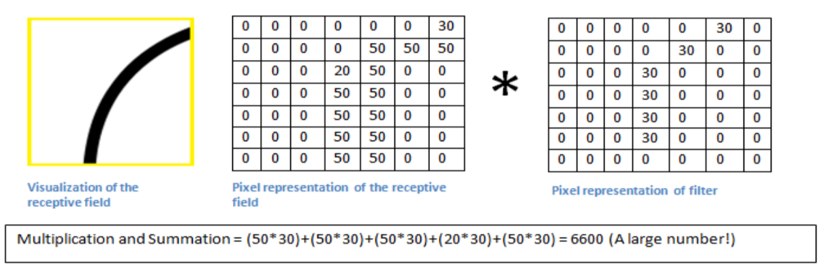 0 0 0 0 0 0 30
0 0 0 0 50 50 50
0 0 0 20 50 0 0
0 0 0 50 50 0 0
0 0 0 50 50 0 0
0 0 0 50 50 0 0
0 0 0 50 50 0 0
*
0 0 0 0 0 30 0
0 0 0 0 30 0 0
0 0 0 30 0 0 0
0 0 0 30 0 0 0
0 0 0 30 0 0 0
0 0 0 30 0 0 0
0 0 0 0 0 0 0
Visualization of the
receptive field
Pixel representation of the receptive
field
Pixel representation of filter
Multiplication and Summation = (50*30)+(50*30)+(50*30)+(20*30)+(50*30) = 6600 (A large number!)